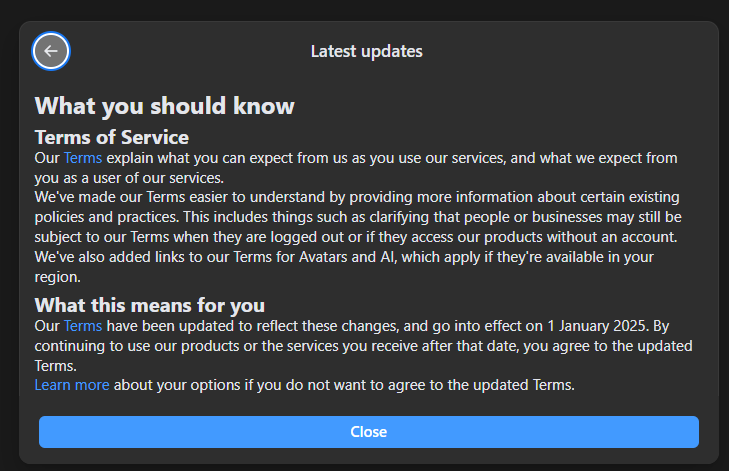 Latest updates
What you should know
Terms of Service
Our Terms explain what you can expect from us as you use our services, and what we expect from
you as a user of our services.
We've made our Terms easier to understand by providing more information about certain existing
policies and practices. This includes things such as clarifying that people or businesses may still be
subject to our Terms when they are logged out or if they access our products without an account.
We've also added links to our Terms for Avatars and AI, which apply if they're available in your
region.
What this means for you
Our Terms have been updated to reflect these changes, and go into effect on 1 January 2025. By
continuing to use our products or the services you receive after that date, you agree to the updated
Terms.
Learn more about your options if you do not want to agree to the updated Terms.
Close